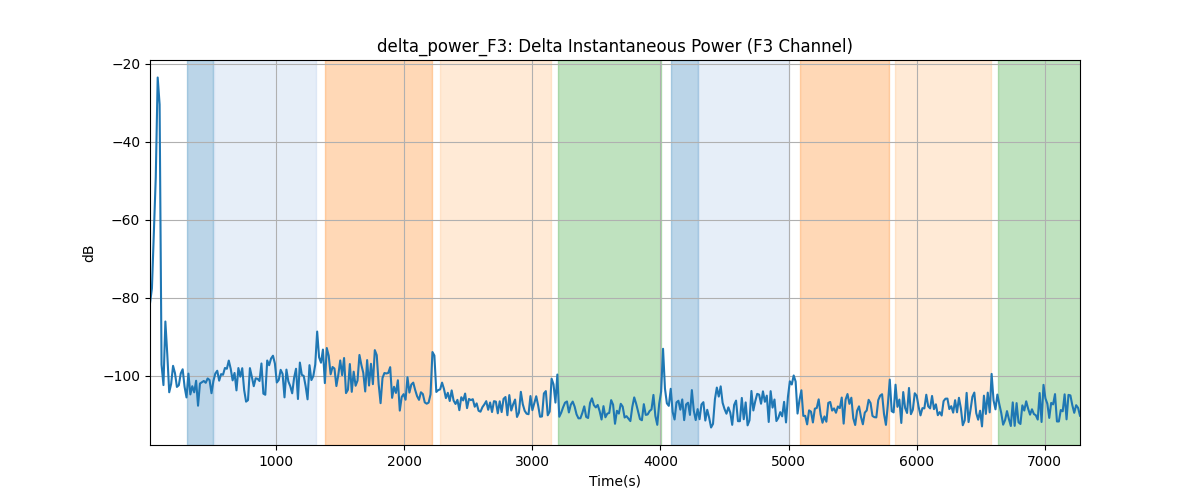 delta_power_F3: Delta Instantaneous Power (F3 Channel)
−20
−40
−60
−80
−100
dB
1000 2000 3000 4000 5000 6000 7000
Time(s)